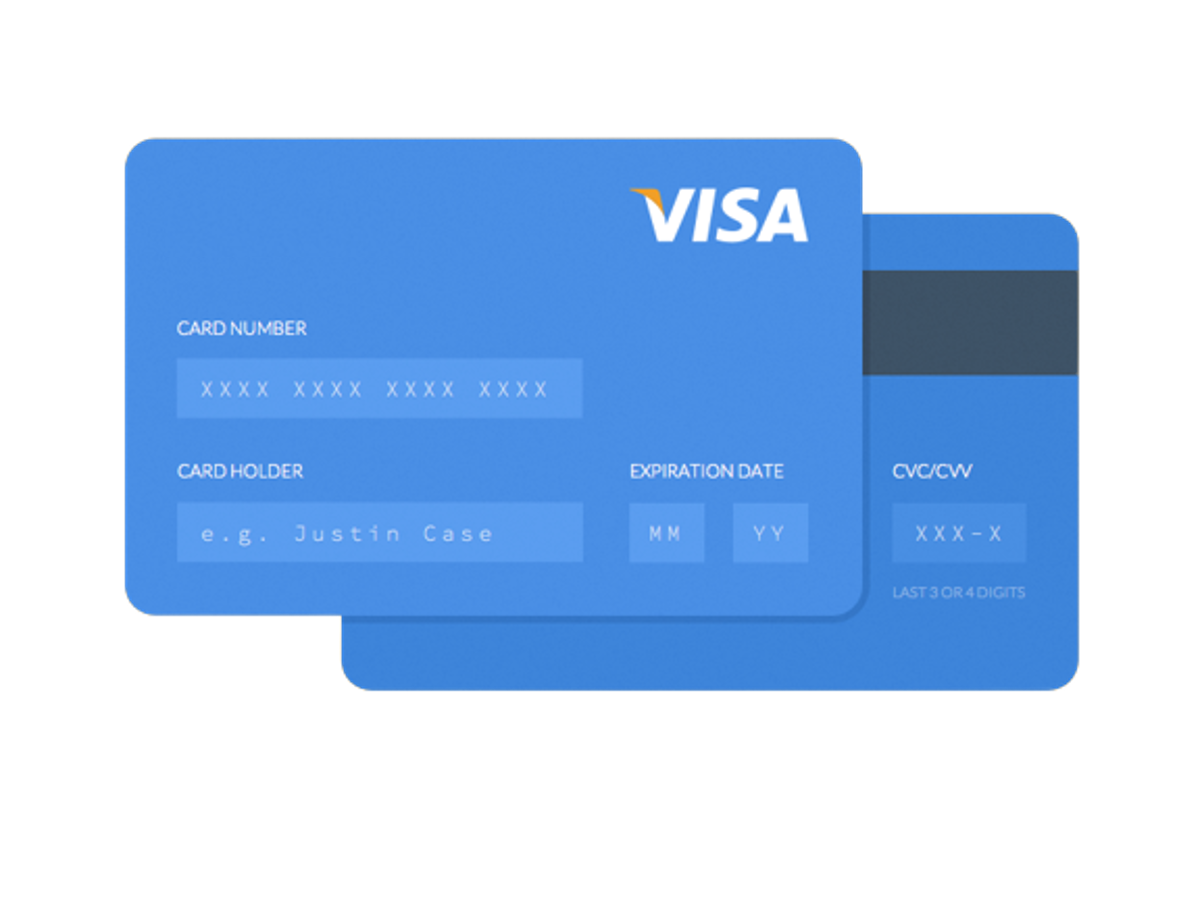 VISA
CARD NUMBER
XXXX XXXX XXXX XXXX
CARD HOLDER
e.g. Justin Case
EXPIRATION DATE
MM YY
CVC/CVV
XXX-X
LAST 3 OR 4 DIGITS